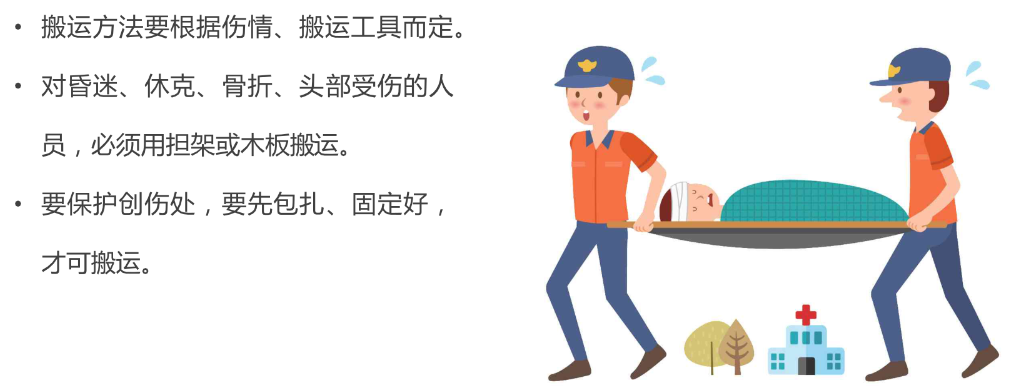 • 搬运方法要根据伤情、搬运工具而定。
• 对昏迷、休克、骨折、头部受伤的人
员，必须用担架或木板搬运。
• 要保护创伤处，要先包扎、固定好，
才可搬运。